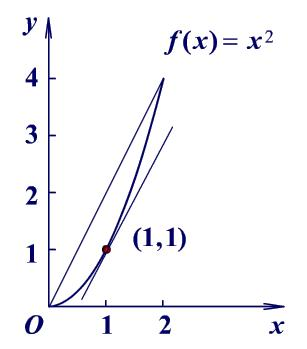 y
f(x) = x²
4
3
2
1
(1,1)
O 1 2 x